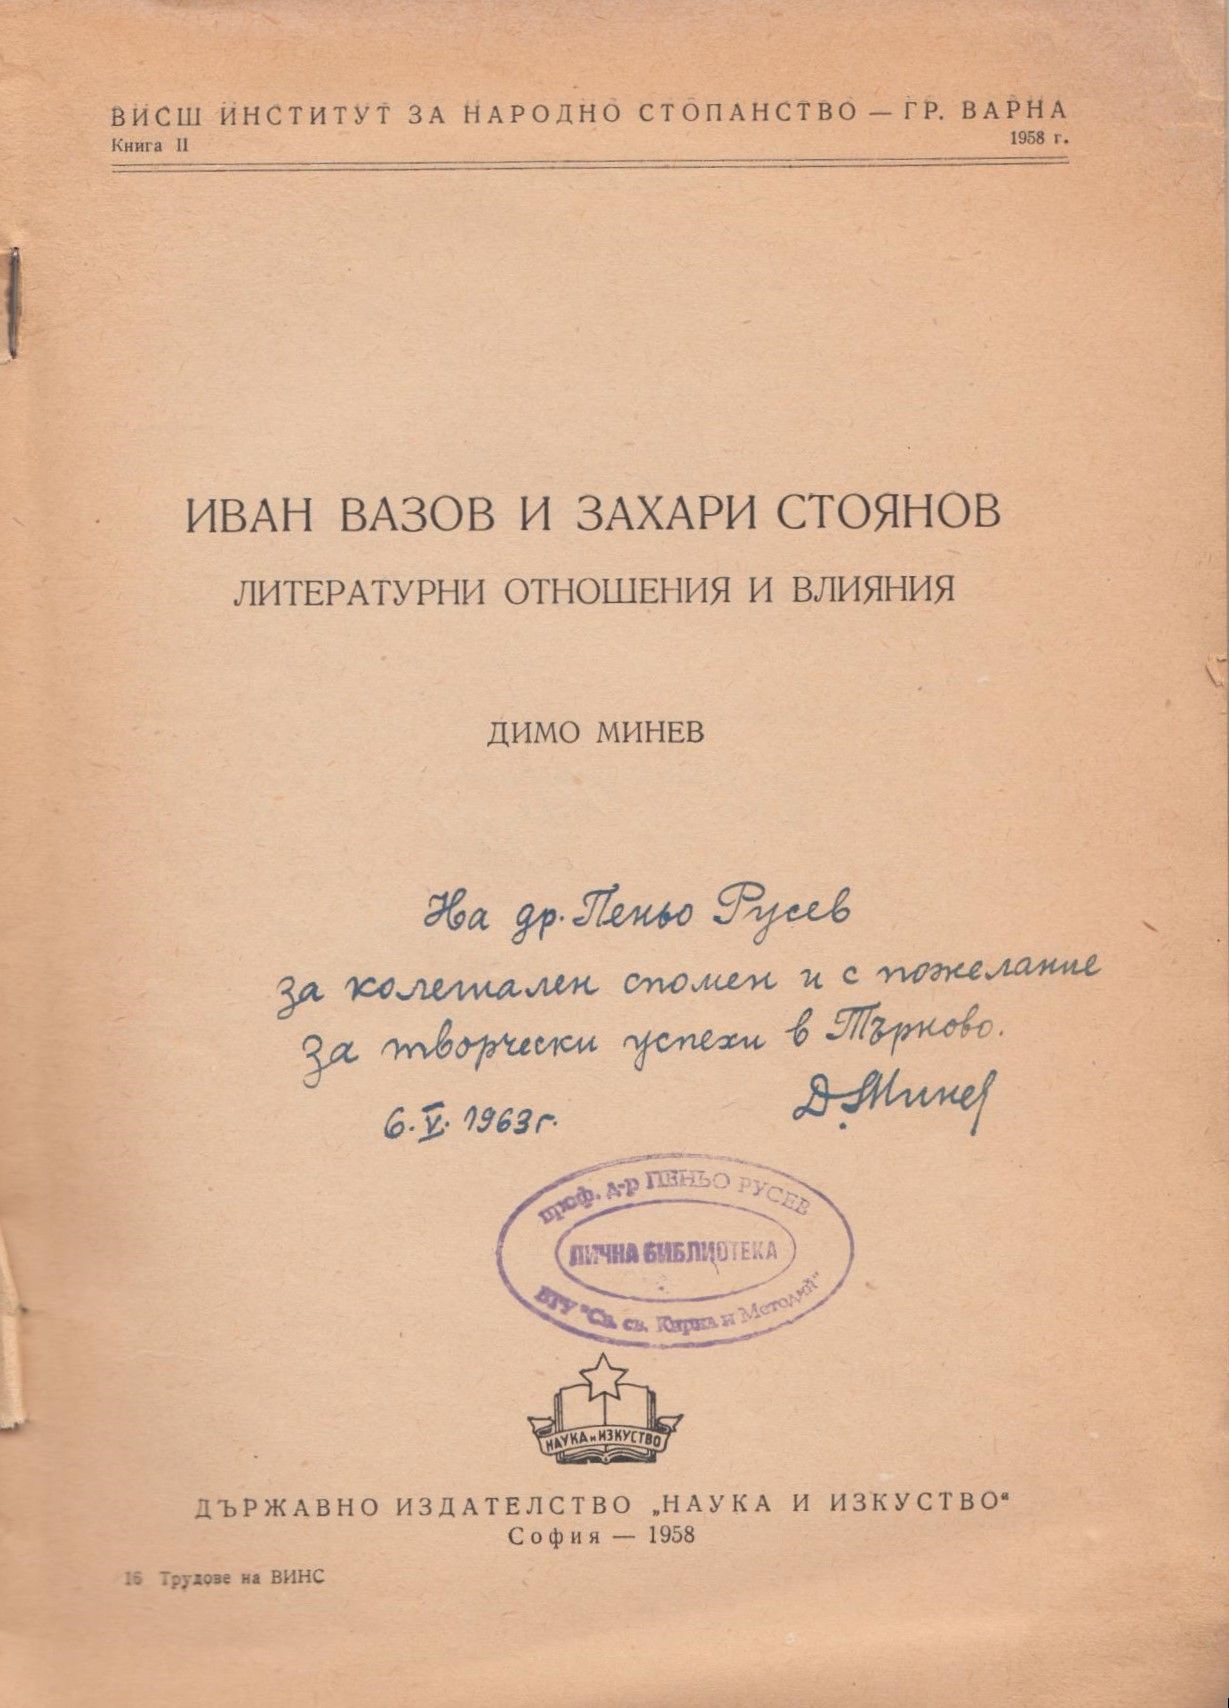 ВИСШ ИНСТИТУТ ЗА НАРОДНО СТОПАНСТВО — ГР. ВАРНА
Книга II 1958 г.
ИВАН ВАЗОВ И ЗАХАРИ СТОЯНОВ
ЛИТЕРАТУРНИ ОТНОШЕНИЯ И ВЛИЯНИЯ
ДИМО МИНЕВ
На др. Пеньо Русев
за колегиален спомен и с пожелание
за творчески успехи в Търново.
6.V.1963 г. Д. Минев
проф. д-р ПЕНЬО РУСЕВ
ЛИЧНА БИБЛИОТЕКА
ВТУ "Св. св. Кирил и Методий"
НАУКА и ИЗКУСТВО
ДЪРЖАВНО ИЗДАТЕЛСТВО „НАУКА И ИЗКУСТВО“
София — 1958
16 Трудове на ВИНС